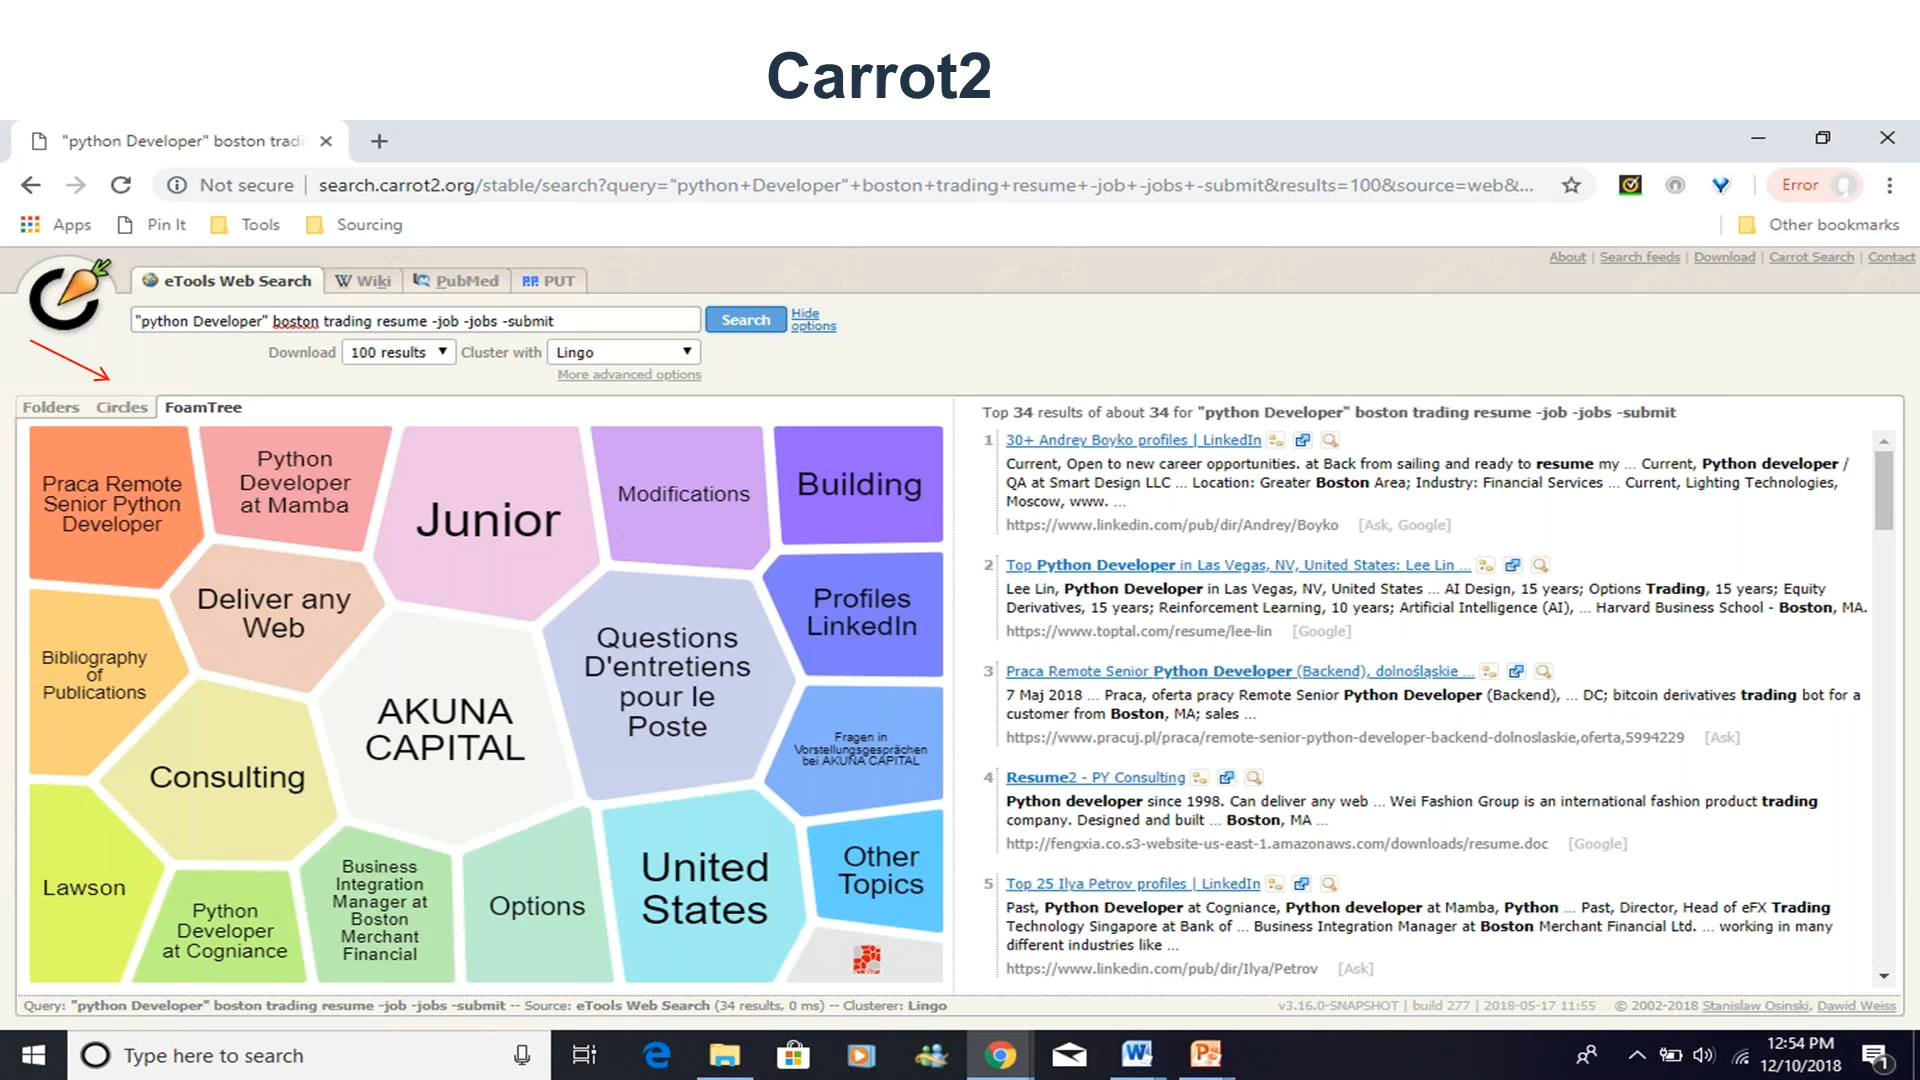 Carrot2
"python Developer" boston tradi
Not secure
search.carrot2.org/stable/search?query="python+Developer"+boston+trading+resume+-job+-jobs+-submit&results=100&source=web&...
Error
Apps
Pin It
Tools
Sourcing
Other bookmarks
About | Search feeds | Download | Carrot Search | Contact
eTools Web Search
Wiki
PubMed
PUT
"python Developer" boston trading resume -job -jobs -submit
Search
Hide
options
Download 100 results Cluster with Lingo
More advanced options
Folders Circles FoamTree
Praca Remote
Senior Python
Developer
Python
Developer
at Mamba
Junior
Modifications
Building
Deliver any
Web
Profiles
LinkedIn
Questions
D'entretiens
pour le
Poste
Bibliography
of
Publications
AKUNA
CAPITAL
Fragen in
Vorstellungsgesprächen
bei AKUNA CAPITAL
Consulting
Lawson
Python
Developer
at Cogniance
Business
Integration
Manager at
Boston
Merchant
Financial
Options
United
States
Other
Topics
Top 34 results of about 34 for "python Developer" boston trading resume -job -jobs -submit
1 30+ Andrey Boyko profiles | LinkedIn
Current, Open to new career opportunities. at Back from sailing and ready to resume my ... Current, Python developer /
QA at Smart Design LLC ... Location: Greater Boston Area; Industry: Financial Services ... Current, Lighting Technologies,
Moscow, www. ...
https://www.linkedin.com/pub/dir/Andrey/Boyko [Ask, Google]
2 Top Python Developer in Las Vegas, NV, United States: Lee Lin ...
Lee Lin, Python Developer in Las Vegas, NV, United States ... AI Design, 15 years; Options Trading, 15 years; Equity
Derivatives, 15 years; Reinforcement Learning, 10 years; Artificial Intelligence (AI), ... Harvard Business School - Boston, MA.
https://www.toptal.com/resume/lee-lin [Google]
3 Praca Remote Senior Python Developer (Backend), dolnośląskie ...
7 Maj 2018 ... Praca, oferta pracy Remote Senior Python Developer (Backend), ... DC; bitcoin derivatives trading bot for a
customer from Boston, MA; sales ...
https://www.pracuj.pl/praca/remote-senior-python-developer-backend-dolnoslaskie,oferta,5994229 [Ask]
4 Resume2 - PY Consulting
Python developer since 1998. Can deliver any web ... Wei Fashion Group is an international fashion product trading
company. Designed and built ... Boston, MA ...
http://fengxia.co.s3-website-us-east-1.amazonaws.com/downloads/resume.doc [Google]
5 Top 25 Ilya Petrov profiles | LinkedIn
Past, Python Developer at Cogniance, Python developer at Mamba, Python ... Past, Director, Head of eFX Trading
Technology Singapore at Bank of ... Business Integration Manager at Boston Merchant Financial Ltd. ... working in many
different industries like ...
https://www.linkedin.com/pub/dir/Ilya/Petrov [Ask]
Query: "python Developer" boston trading resume -job -jobs -submit -- Source: eTools Web Search (34 results, 0 ms) -- Clusterer: Lingo
v3.16.0-SNAPSHOT | build 277 | 2018-05-17 11:55 © 2002-2018 Stanislaw Osinski, Dawid Weiss
Type here to search
12:54 PM
12/10/2018
1